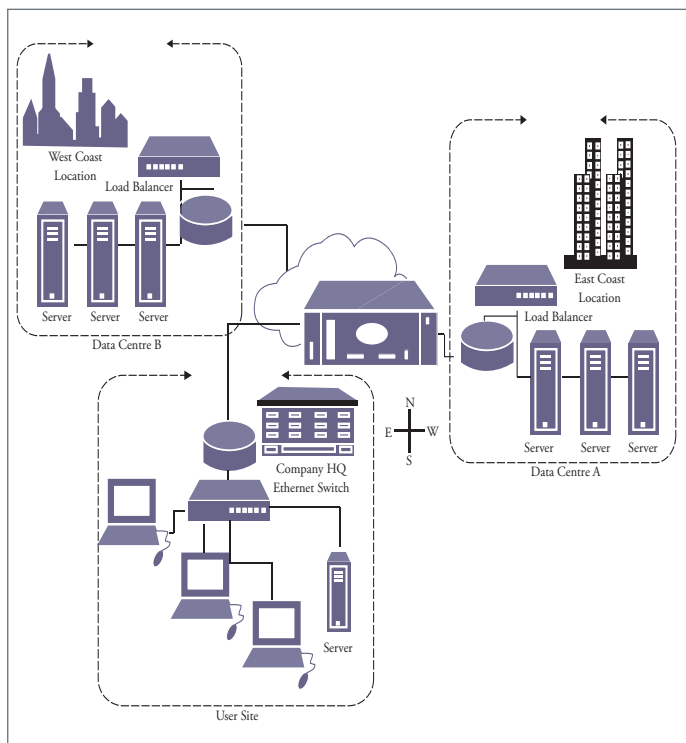 West Coast
Location
Load Balancer
Server
Server
Server
Data Centre B
East Coast
Location
Load Balancer
Server
Server
Server
Data Centre A
N
E
W
S
Company HQ
Ethernet Switch
Server
User Site